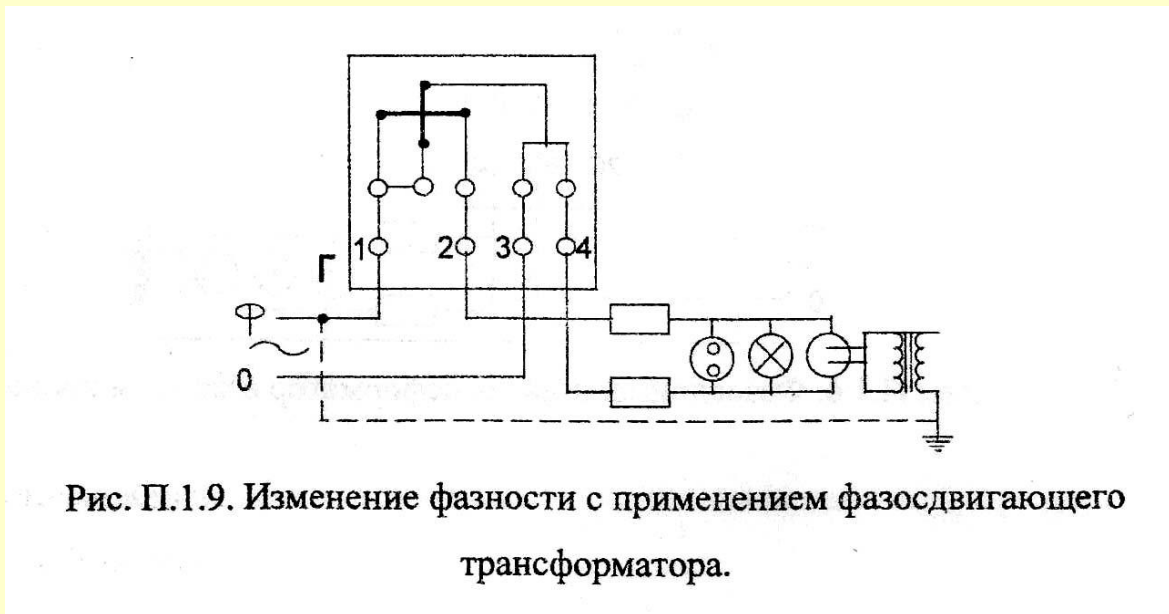 1
2
3
4
Г
Ф
0
Рис. П.1.9. Изменение фазности с применением фазосдвигающего
трансформатора.